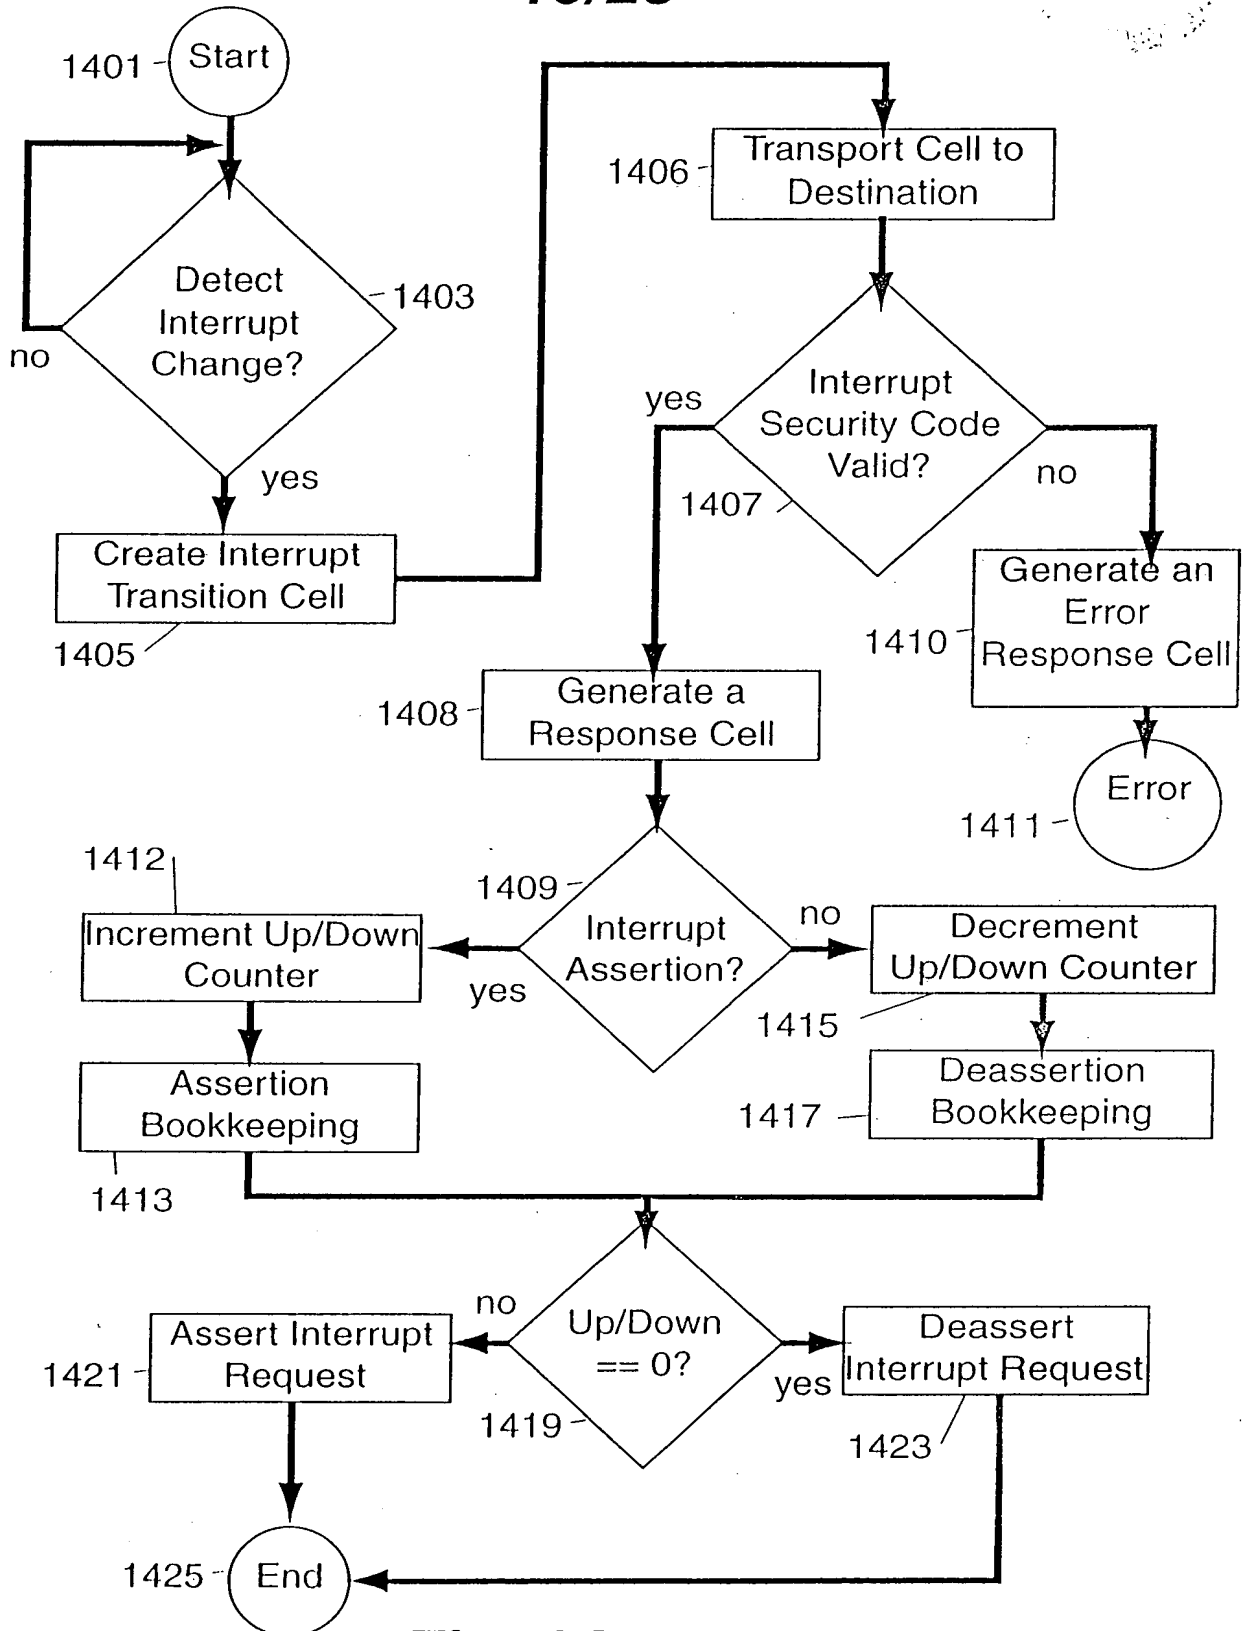 1401
Start
1406
Transport Cell to
Destination
Detect
Interrupt
Change?
1403
no
yes
Interrupt
Security Code
Valid?
yes
no
1407
Create Interrupt
Transition Cell
1405
Generate an
Error
Response Cell
1410
1408
Generate a
Response Cell
Error
1411
1412
1409
Interrupt
Assertion?
yes
no
Increment Up/Down
Counter
Decrement
Up/Down Counter
1415
Assertion
Bookkeeping
1413
Deassertion
Bookkeeping
1417
no
Up/Down
== 0?
yes
1419
Assert Interrupt
Request
1421
Deassert
Interrupt Request
1423
1425
End